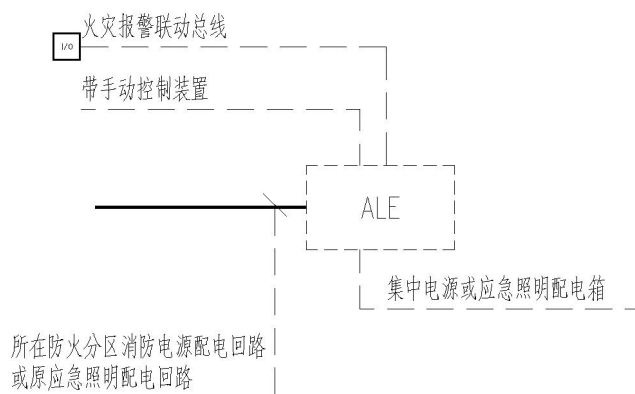 火灾报警联动总线
I/O
带手动控制装置
ALE
集中电源或应急照明配电箱
所在防火分区消防电源配电回路
或原应急照明配电回路